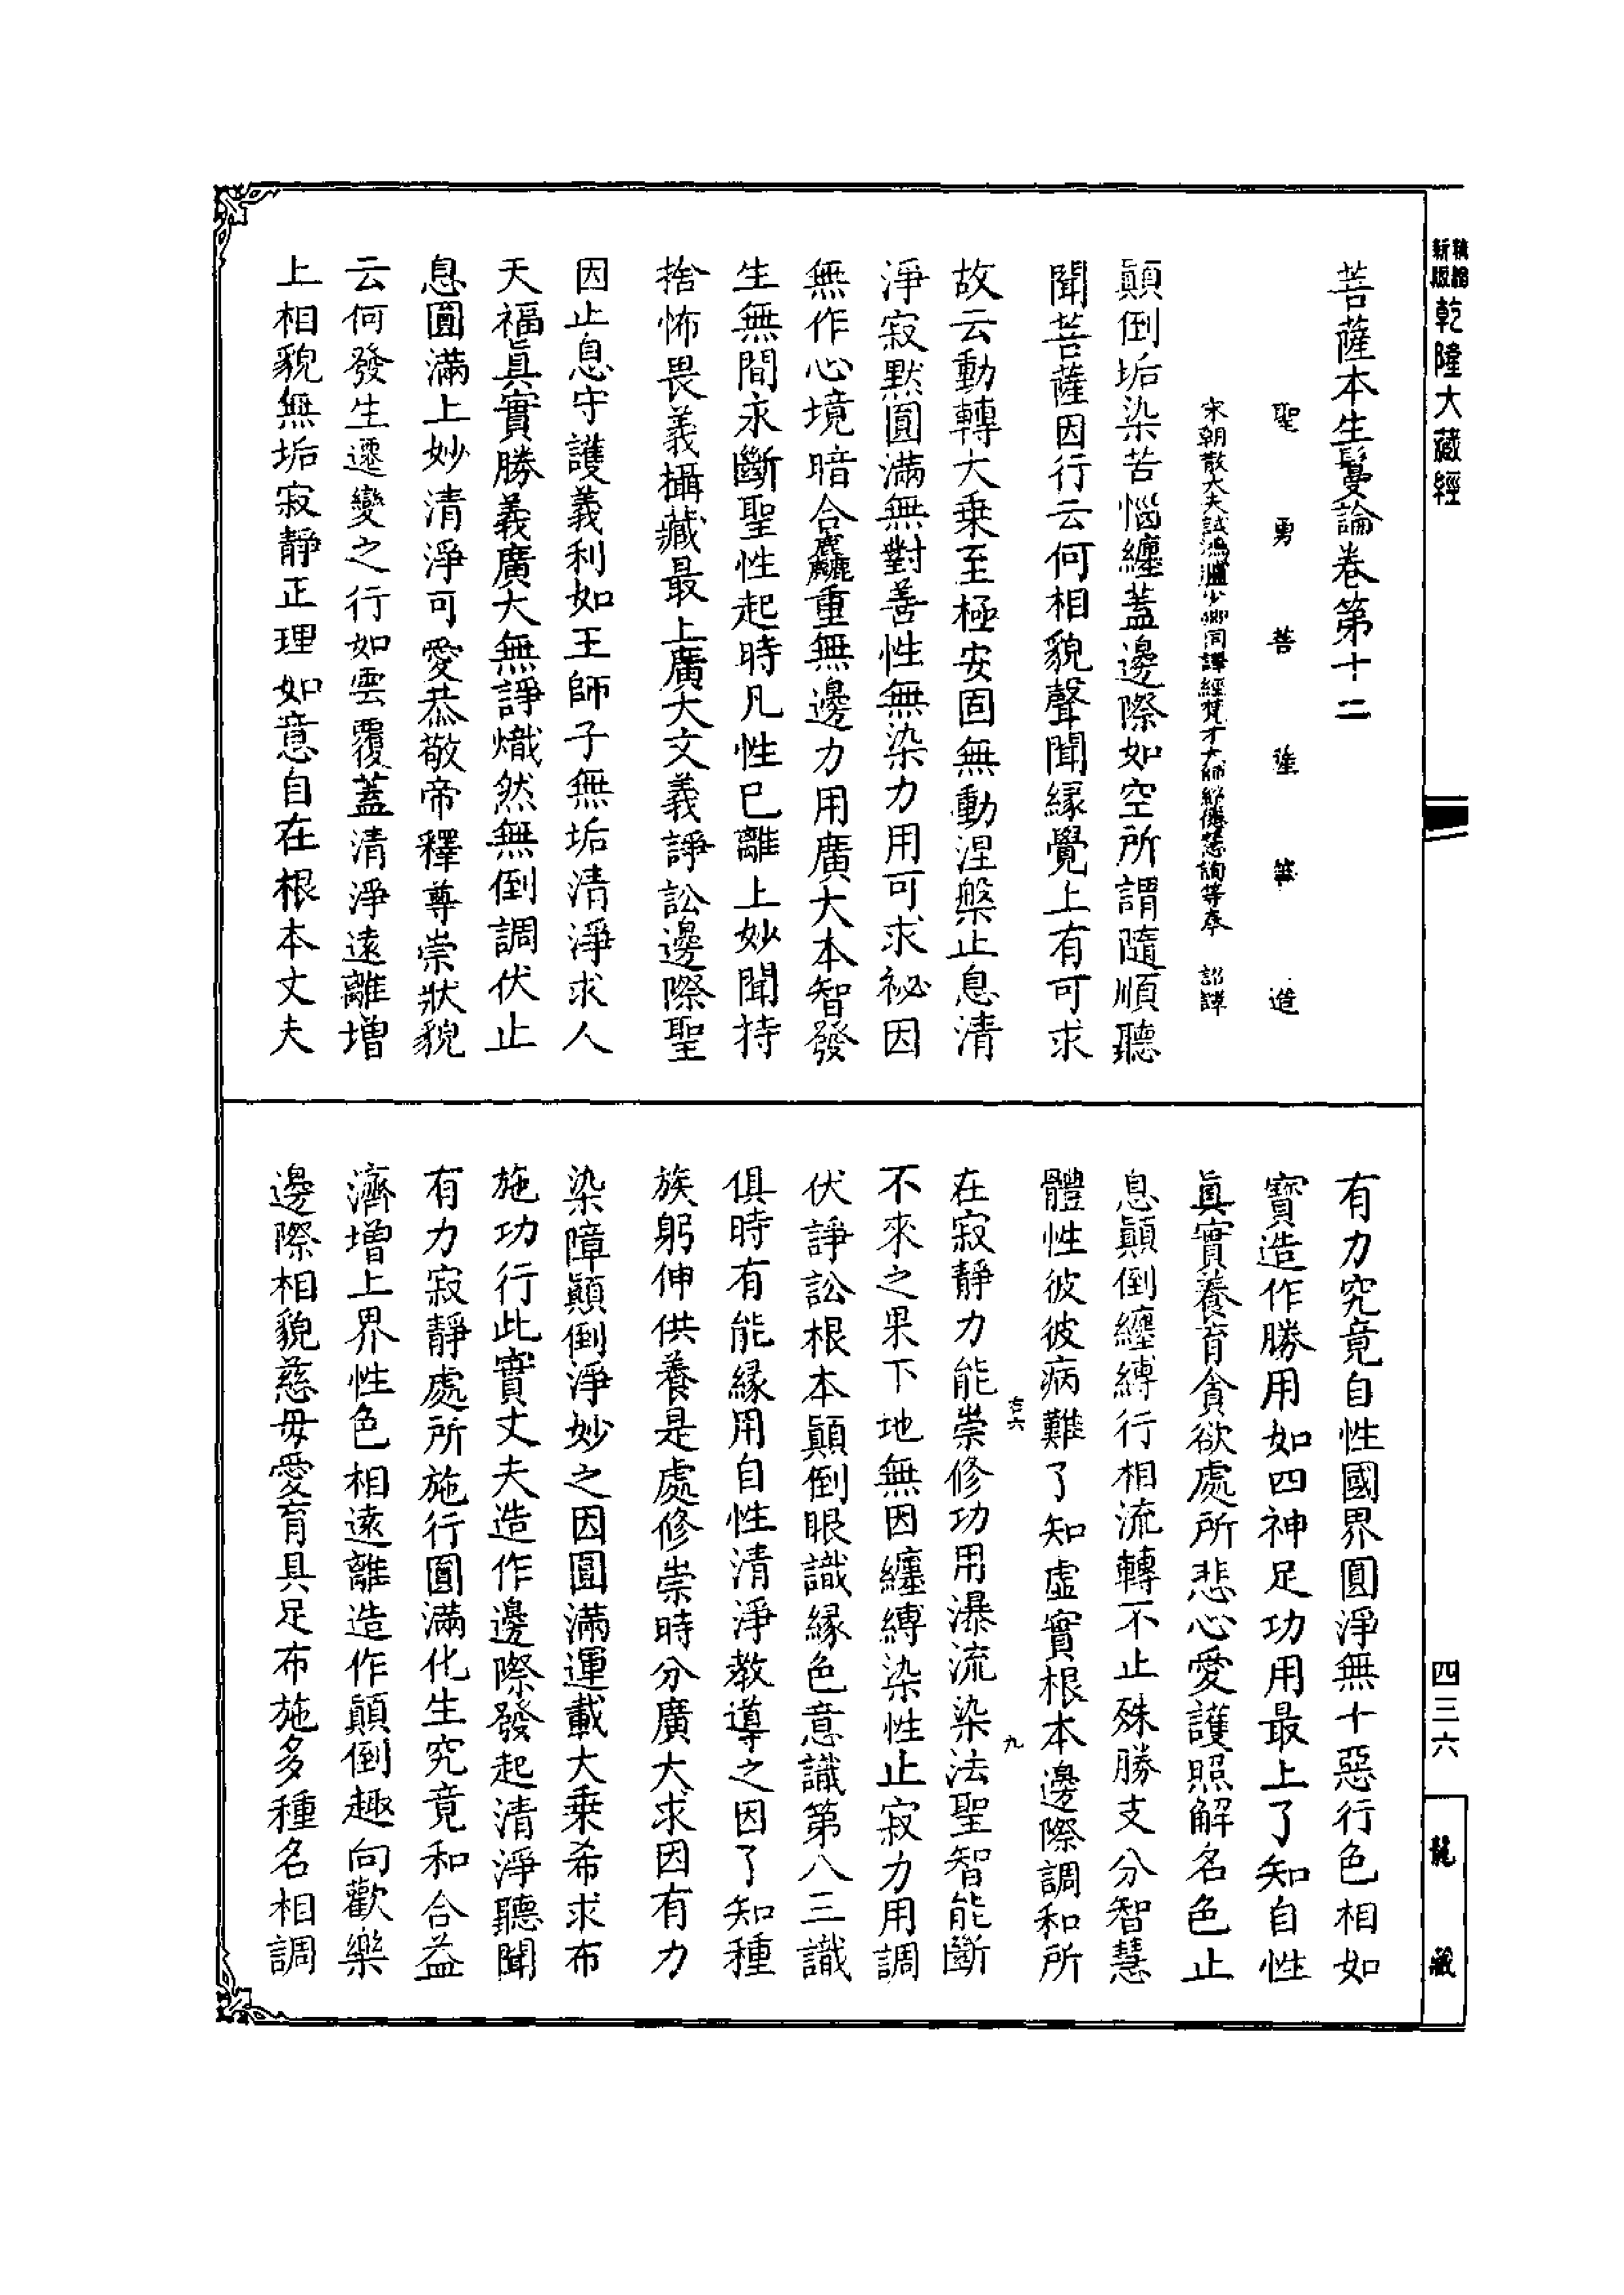 新版 精縮 乾隆大藏經
菩薩本生鬘論卷第十二
聖勇菩薩等造
宋朝散大夫試鴻臚少卿同譯經梵才大師紹德慧詢等奉 詔譯
顛倒垢染苦惱纏蓋邊際如空所謂隨順聽
聞菩薩因行云何相貌聲聞緣覺上有可求
故云動轉大乗至極安固無動涅槃止息清
淨寂默圓滿無對善性無染力用可求祕因
無作心境暗合麤重無邊力用廣大本智發
生無間永斷聖性起時凡性已離上妙聞持
捨怖畏義攝藏最上廣大文義諍訟邊際聖
因止息守護義利如王師子無垢清淨求人
天福眞實勝義廣大無諍熾然無倒調伏止
息圓滿上妙清淨可愛恭敬帝釋尊崇狀貌
云何發生遷變之行如雲覆蓋清淨遠離增
上相貌無垢寂靜正理如意自在根本丈夫
有力究竟自性國界圓淨無十惡行色相如
寳造作勝用如四神足功用最上了知自性
眞實養育貪欲處所悲心愛護照解名色止
息顛倒纏縛行相流轉不止殊勝支分智慧
體性彼彼病難了知虛實根本邊際調和所
在寂靜力能崇修功用瀑流染法聖智能斷
不來之果下地無因纏縛染性止寂力用調
伏諍訟根本顛倒眼識緣色意識第八三識
俱時有能緣用自性清淨教導之因了知種
族躬伸供養是處修崇時分廣大求因有力
染障顛倒淨妙之因圓滿運載大乗希求布
施功行此實丈夫造作邊際發起清淨聽聞
有力寂靜處所施行圓滿化生究竟和合益
濟增上界性色相遠離造作顛倒趣向歡樂
邊際相貌慈母愛育具足布施多種名相調
四三六
龍藏